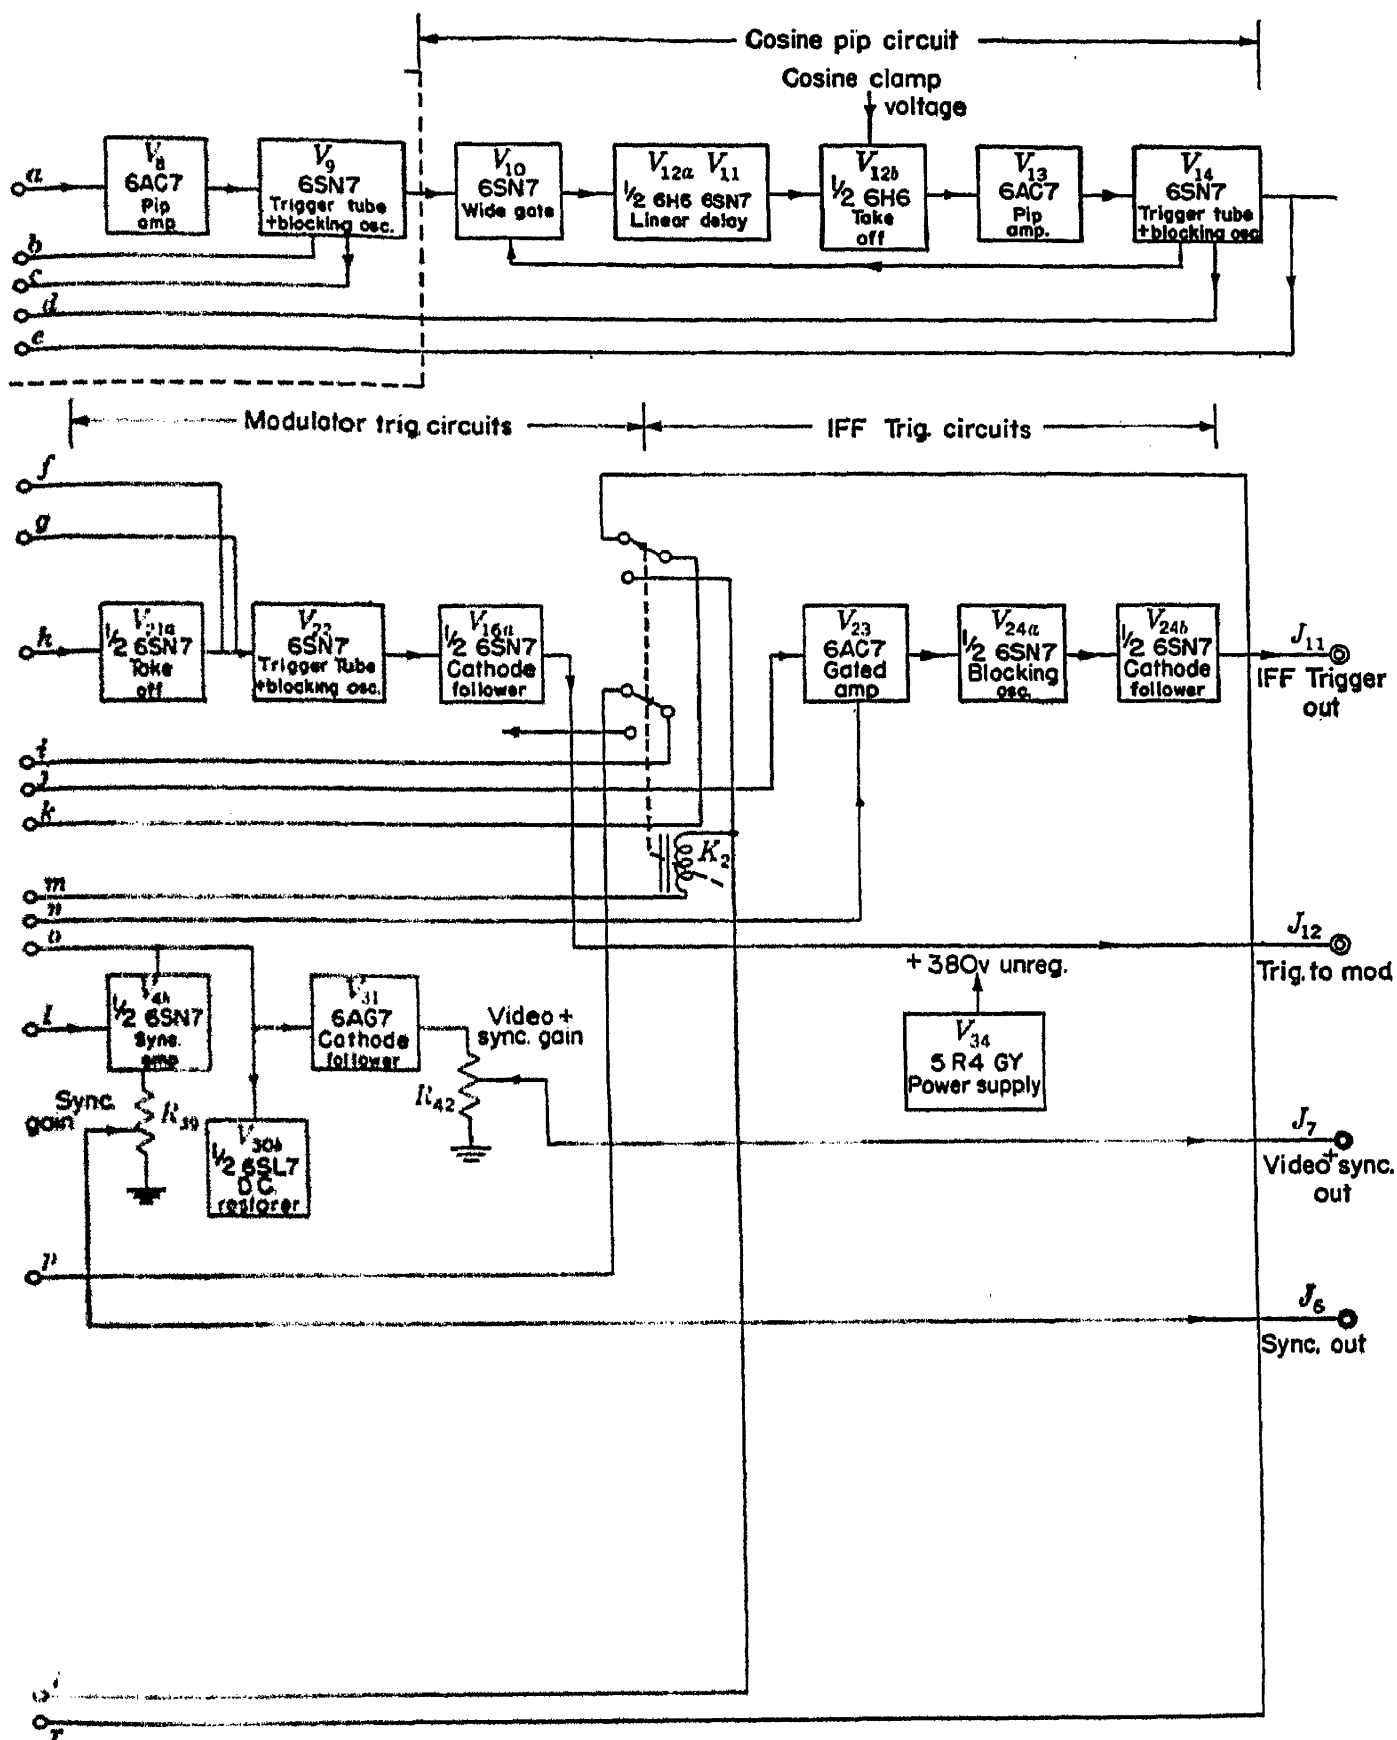 Cosine pip circuit
Cosine clamp
voltage
a
V8
6AC7
Pip
amp
V9
6SN7
Trigger tube
+blocking osc.
V10
6SN7
Wide gate
V12a V11
1/2 6H6 6SN7
Linear delay
V12b
1/2 6H6
Take
off
V13
6AC7
Pip
amp.
V14
6SN7
Trigger tube
+blocking osc
b
c
d
e
Modulator trig. circuits
IFF Trig. circuits
f
g
h
V21a
1/2 6SN7
Take
off
V22
6SN7
Trigger Tube
+blocking osc.
V16a
1/2 6SN7
Cathode
follower
V23
6AC7
Gated
amp
V24a
1/2 6SN7
Blocking
osc.
V24b
1/2 6SN7
Cathode
follower
J11
IFF Trigger
out
i
j
k
K2
m
n
o
J12
Trig. to mod.
+380v unreg.
l
V4b
1/2 6SN7
Sync.
amp
V31
6AG7
Cathode
follower
Video +
sync. gain
R42
V34
5 R4 GY
Power supply
Sync.
gain
R39
V30b
1/2 6SL7
D.C.
restorer
J7
Video + sync.
out
p
J6
Sync. out
r